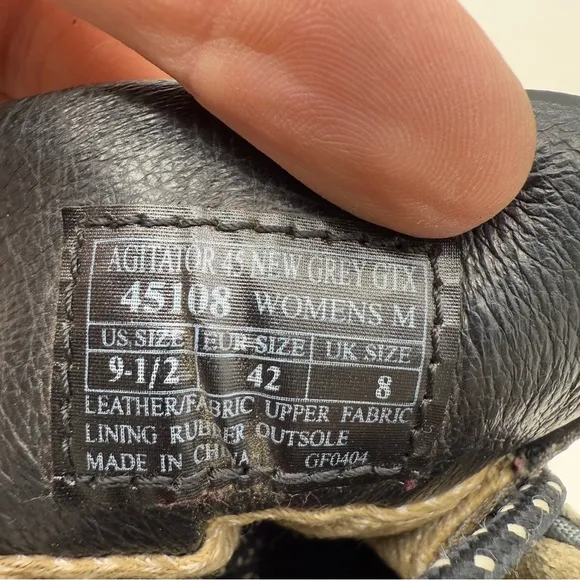 AGITATOR 45 NEW GREY GTX
45108 WOMENS M
US SIZE EUR SIZE UK SIZE
9-1/2 42 8
LEATHER/FABRIC UPPER FABRIC
LINING RUBBER OUTSOLE
MADE IN CHINA GF0404